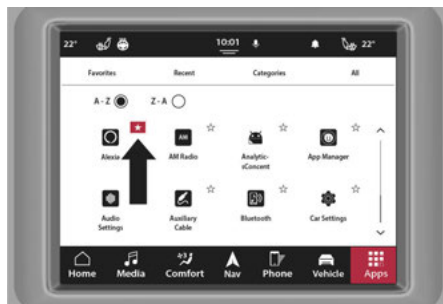 22° 10:01 22°
Favorites Recent Categories All
A - Z Z - A
AM
Alexia AM Radio Analytic- App Manager
sConcent
Audio Auxiliary Bluetooth Car Settings
Settings Cable
Home Media Comfort Nav Phone Vehicle Apps